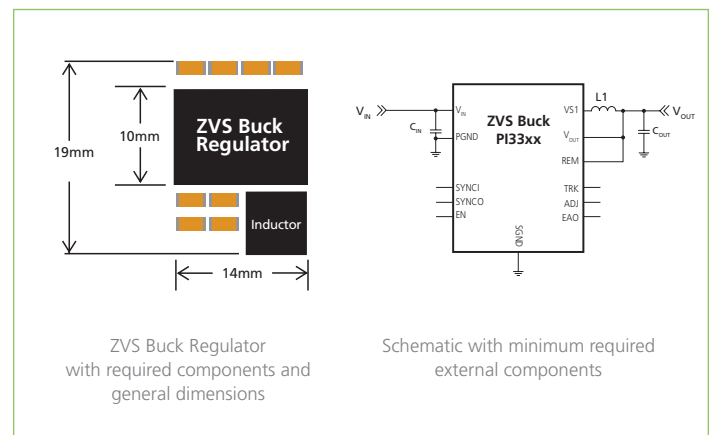 19mm
10mm
ZVS Buck
Regulator
Inductor
14mm
ZVS Buck Regulator
with required components and
general dimensions
L1
VIN
VIN
ZVS Buck
PI33xx
VS1
VOUT
CIN
PGND
VOUT
COUT
REM
SYNCI
SYNCO
EN
TRK
ADJ
EAO
SGND
Schematic with minimum required
external components